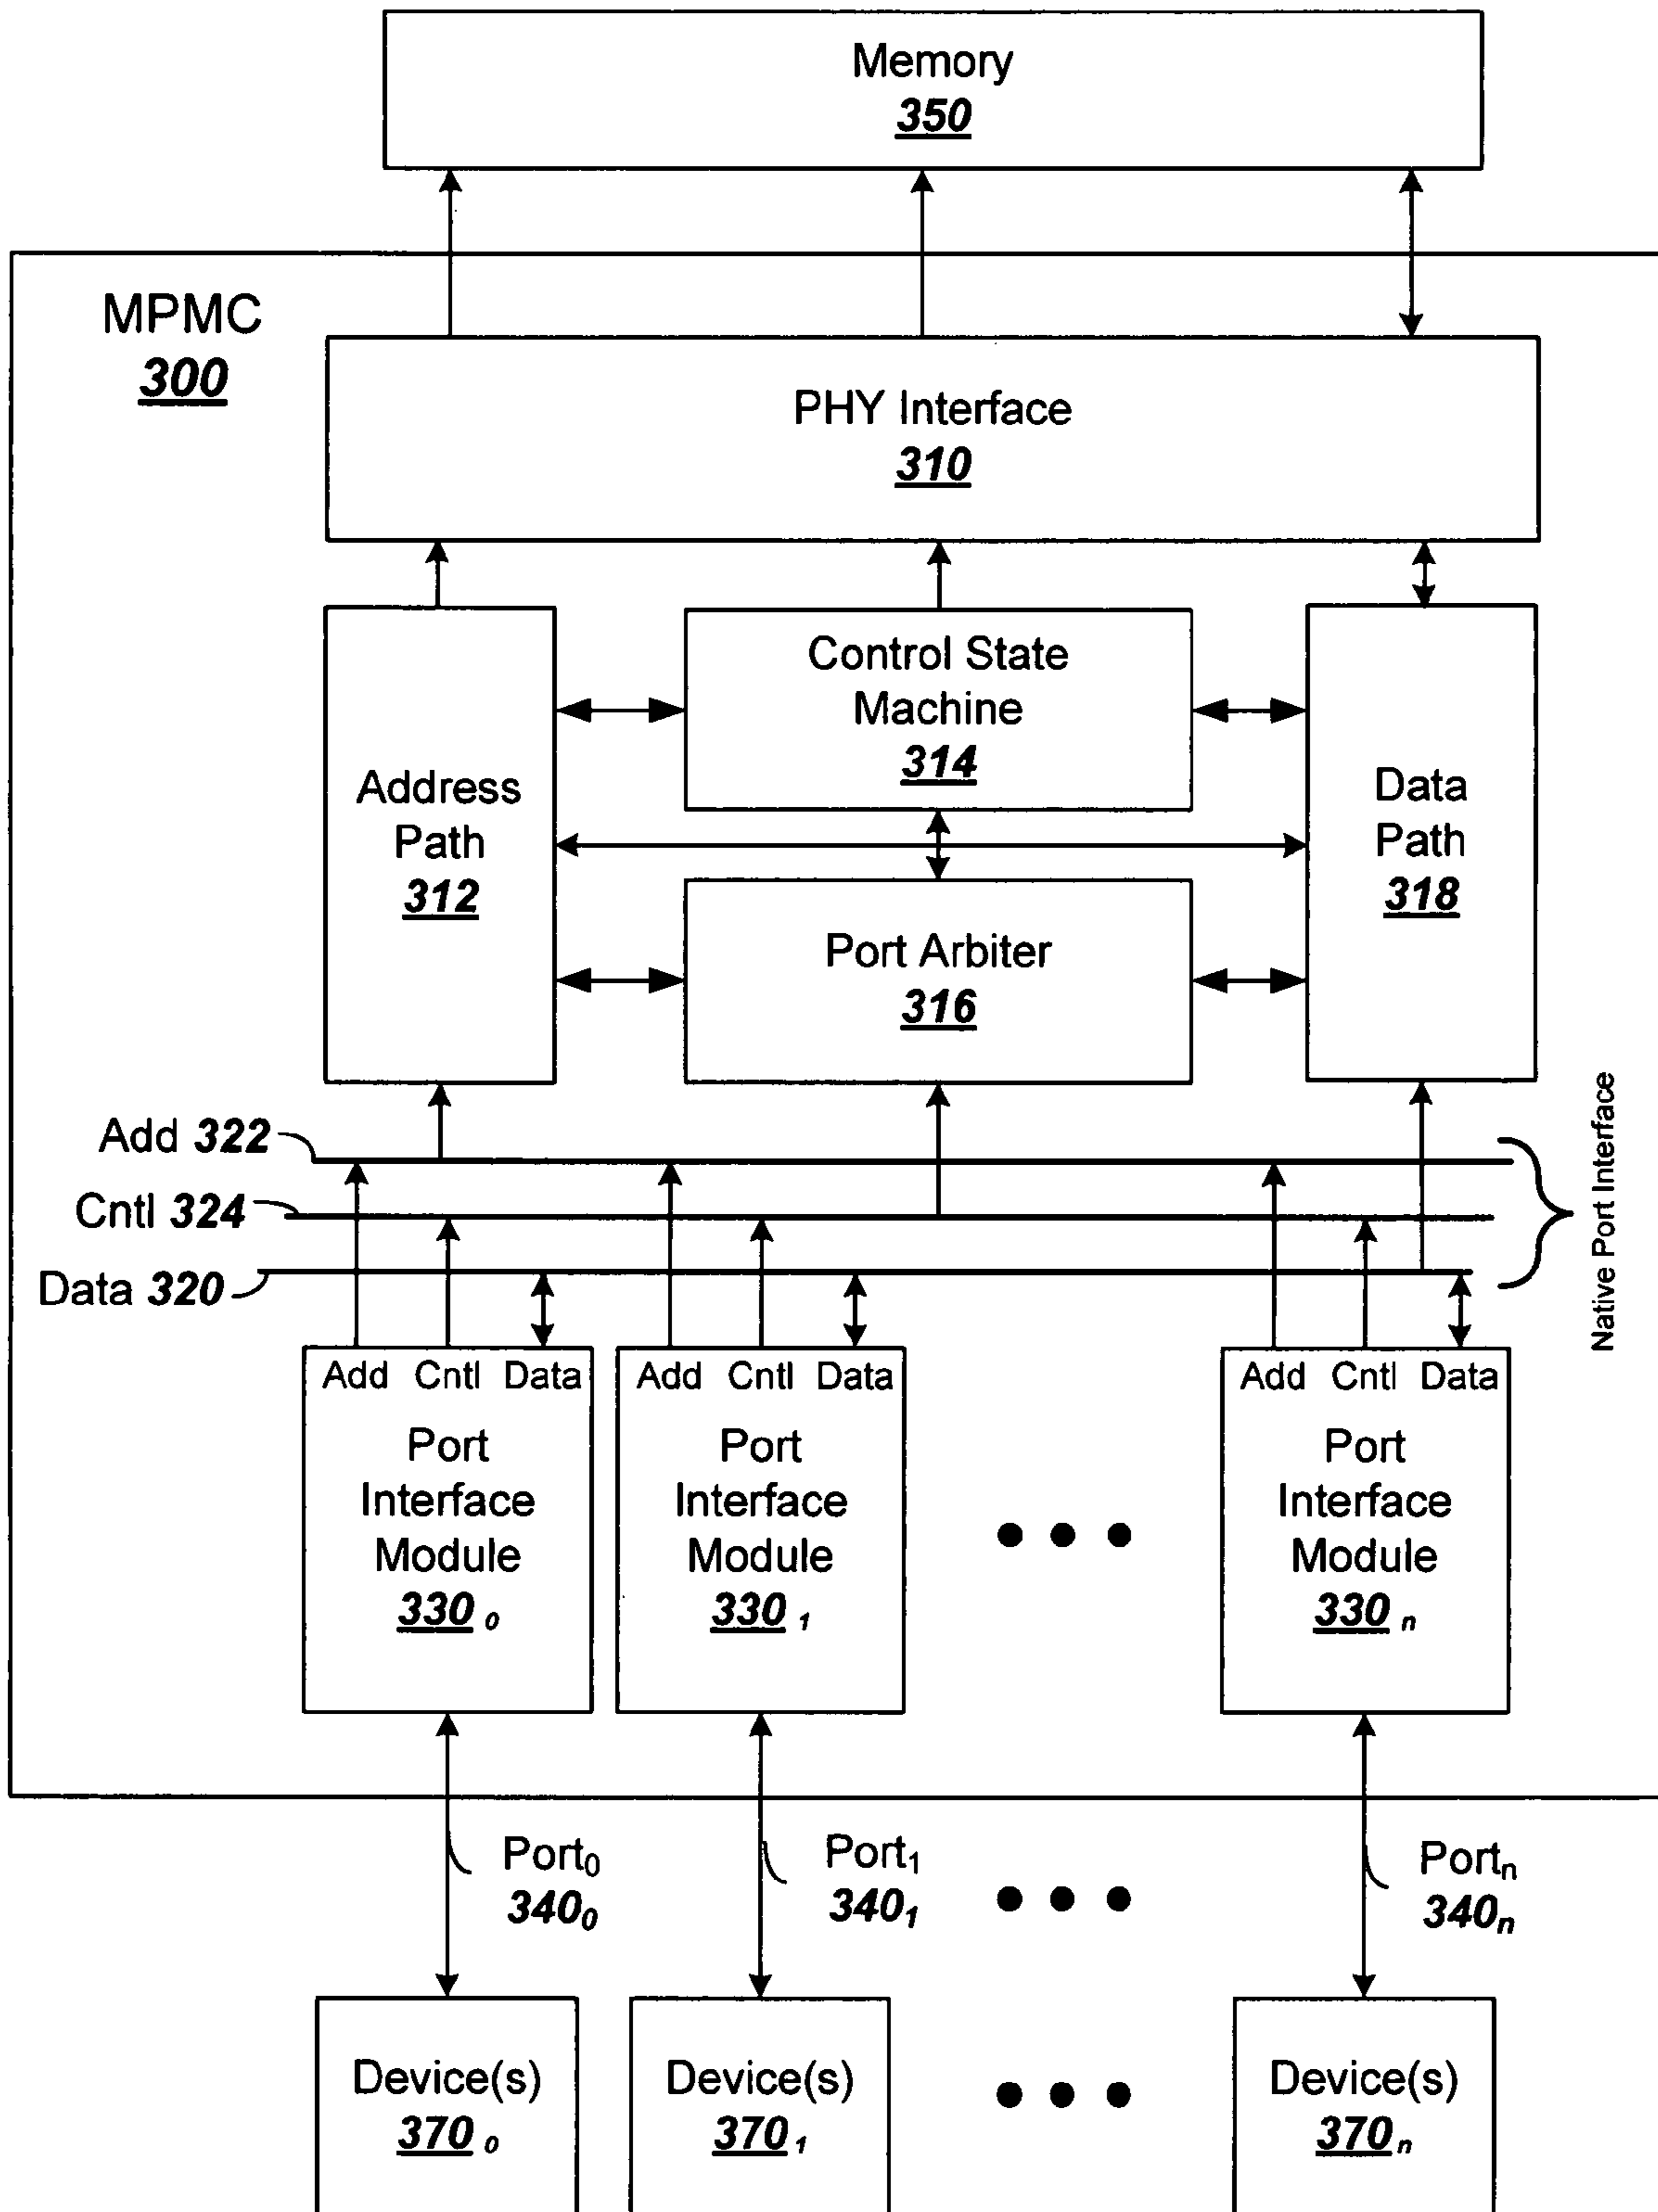 Memory
350
MPMC
300
PHY Interface
310
Control State
Machine
314
Address
Path
312
Data
Path
318
Port Arbiter
316
Add 322
Cntl 324
Data 320
Native Port Interface
Add Cntl Data
Port
Interface
Module
330 0
Add Cntl Data
Port
Interface
Module
330 1
Add Cntl Data
Port
Interface
Module
330 n
Port0
3400
Port1
3401
Portn
340n
Device(s)
370 0
Device(s)
370 1
Device(s)
370 n